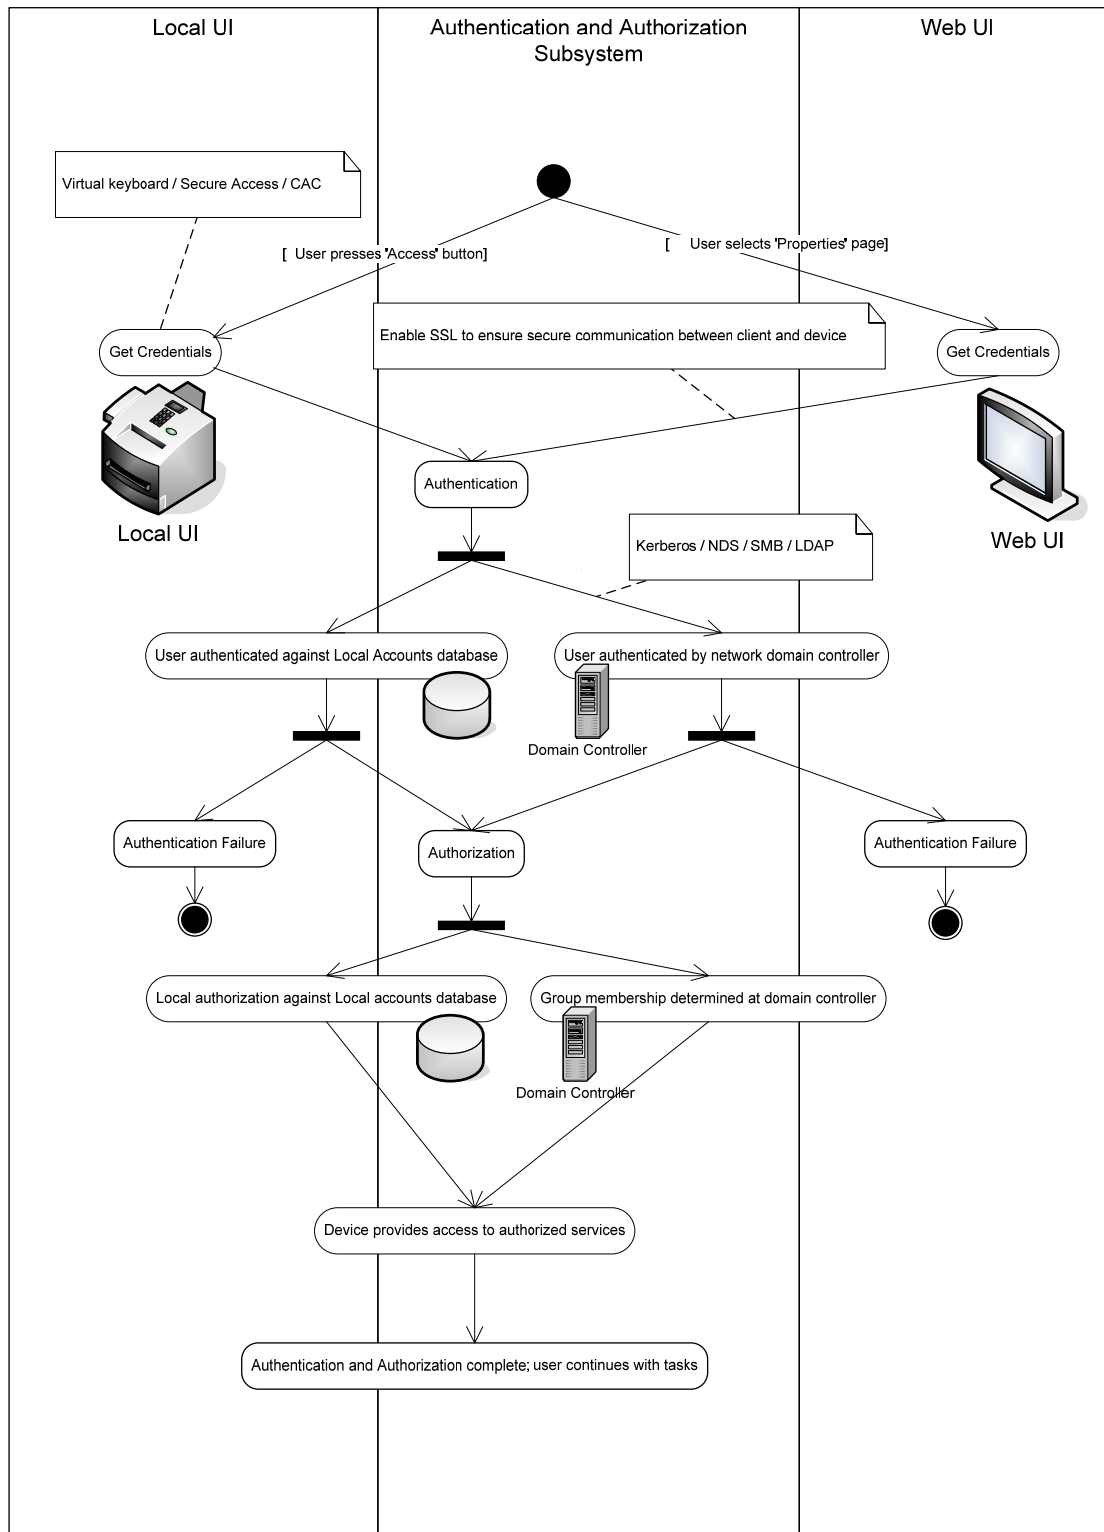 Local UI
Authentication and Authorization
Subsystem
Web UI
Virtual keyboard / Secure Access / CAC
[ User presses 'Access' button]
[ User selects 'Properties' page]
Enable SSL to ensure secure communication between client and device
Get Credentials
Get Credentials
Authentication
Local UI
Web UI
Kerberos / NDS / SMB / LDAP
User authenticated against Local Accounts database
User authenticated by network domain controller
Domain Controller
Authentication Failure
Authorization
Authentication Failure
Local authorization against Local accounts database
Group membership determined at domain controller
Domain Controller
Device provides access to authorized services
Authentication and Authorization complete; user continues with tasks